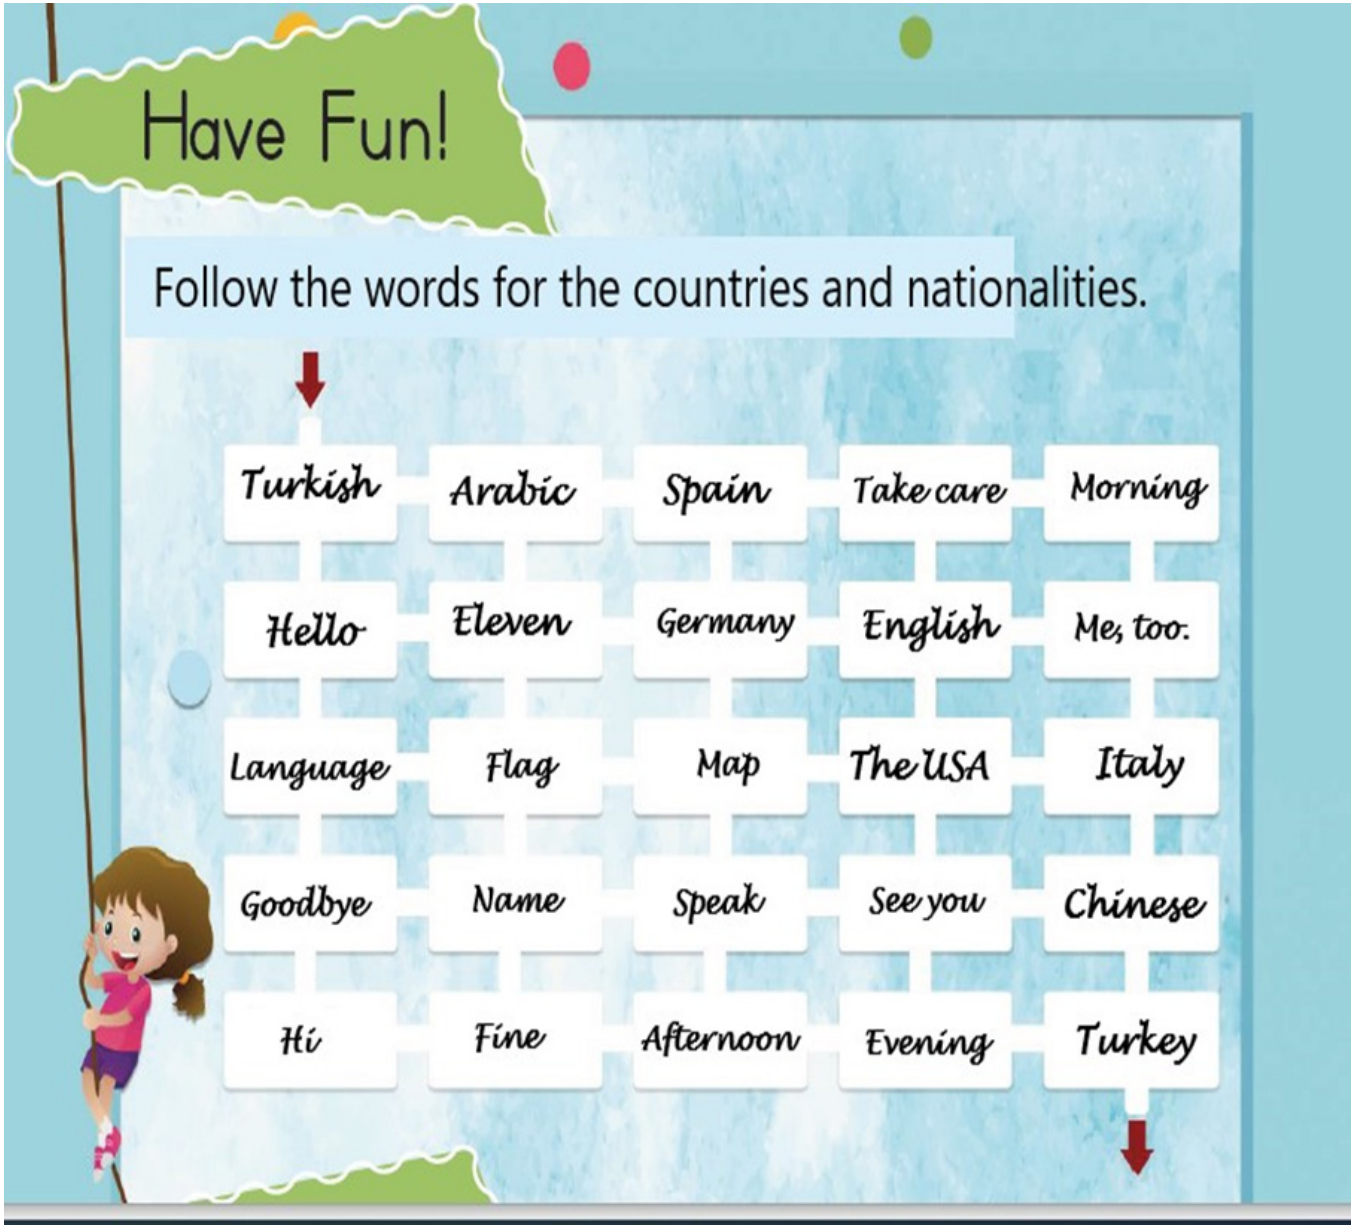 Have Fun!
Follow the words for the countries and nationalities.
Turkish Arabic Spain Take care Morning
Hello Eleven Germany English Me, too.
Language Flag Map The USA Italy
Goodbye Name Speak See you Chinese
Hi Fine Afternoon Evening Turkey